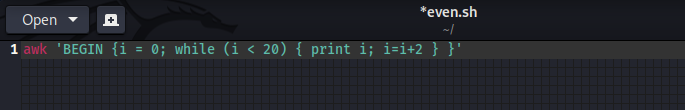 Open
*even.sh
~/
1 awk 'BEGIN {i = 0; while (i < 20) { print i; i=i+2 } }'